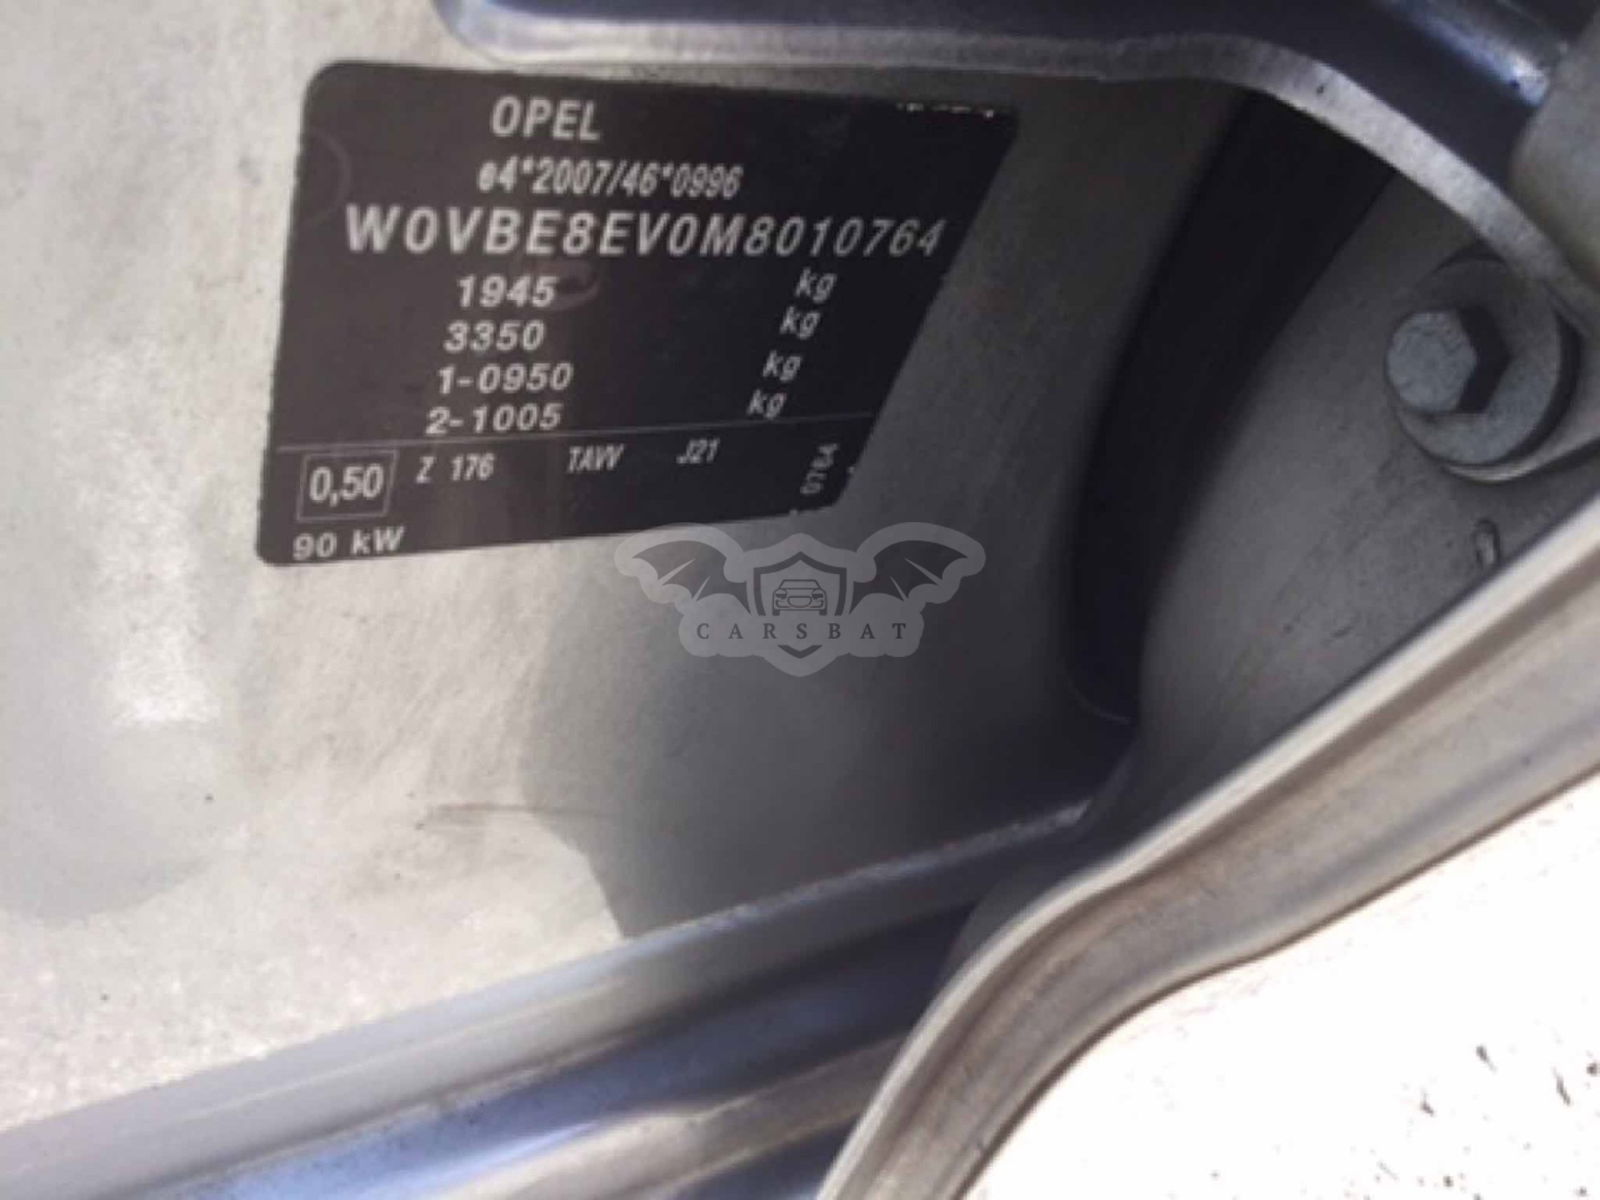 OPEL
e4*2007/46*0996
W0VBE8EV0M8010764
1945 kg
3350 kg
1-0950 kg
2-1005 kg
0,50 Z 176 TAVV J21 0764
90 kW
CARSBAT